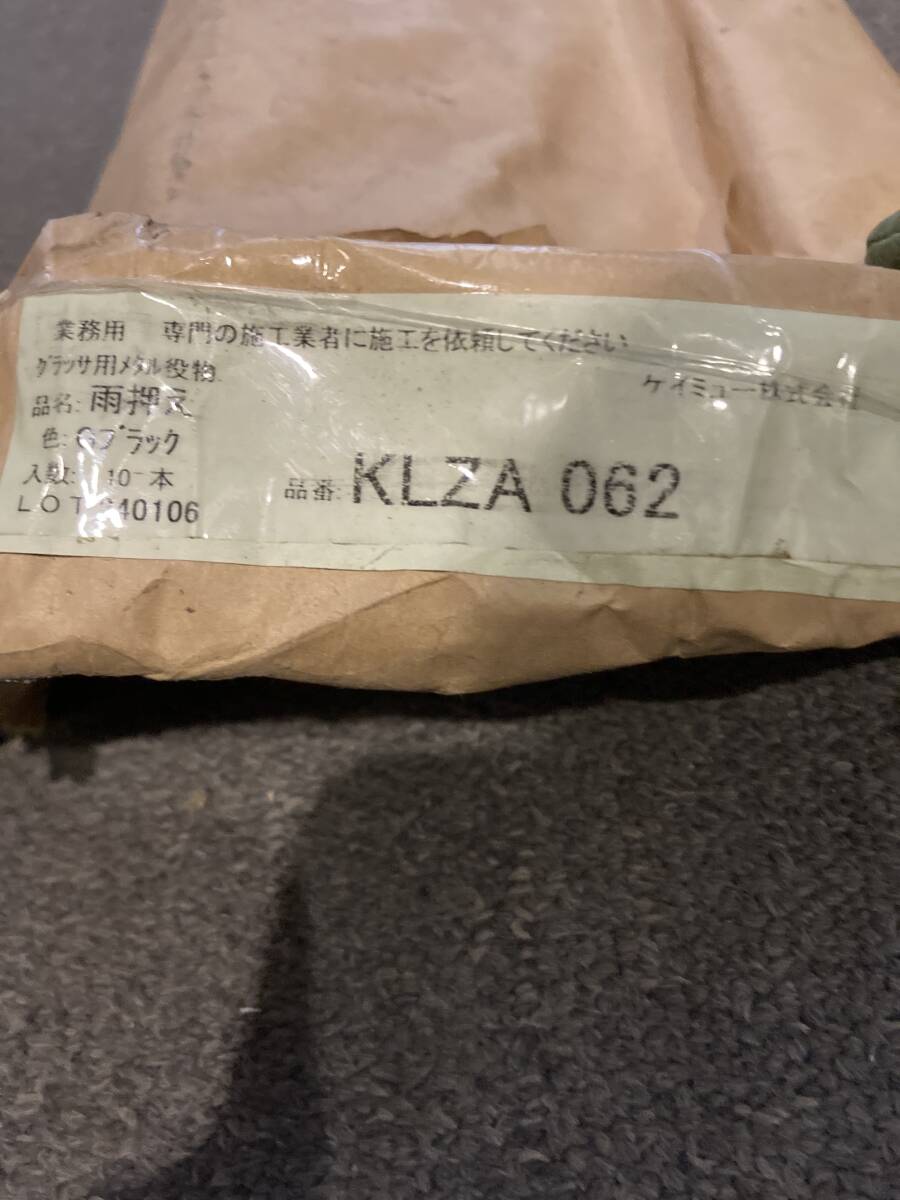 業務用 専門の施工業者に施工を依頼してください
グラッサ用メタル役物
ケイミュー株式会社
品名: 雨押え
色: Gブラック
入数: 10 本
品番: KLZA 062
LOT 240106